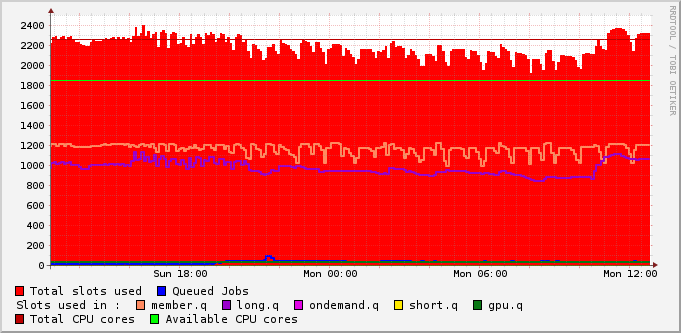 RRDTOOL / TOBI OETIKER
2400
2200
2000
1800
1600
1400
1200
1000
800
600
400
200
0
Sun 18:00 Mon 00:00 Mon 06:00 Mon 12:00
Total slots used Queued Jobs
Slots used in : member.q long.q ondemand.q short.q gpu.q
Total CPU cores Available CPU cores